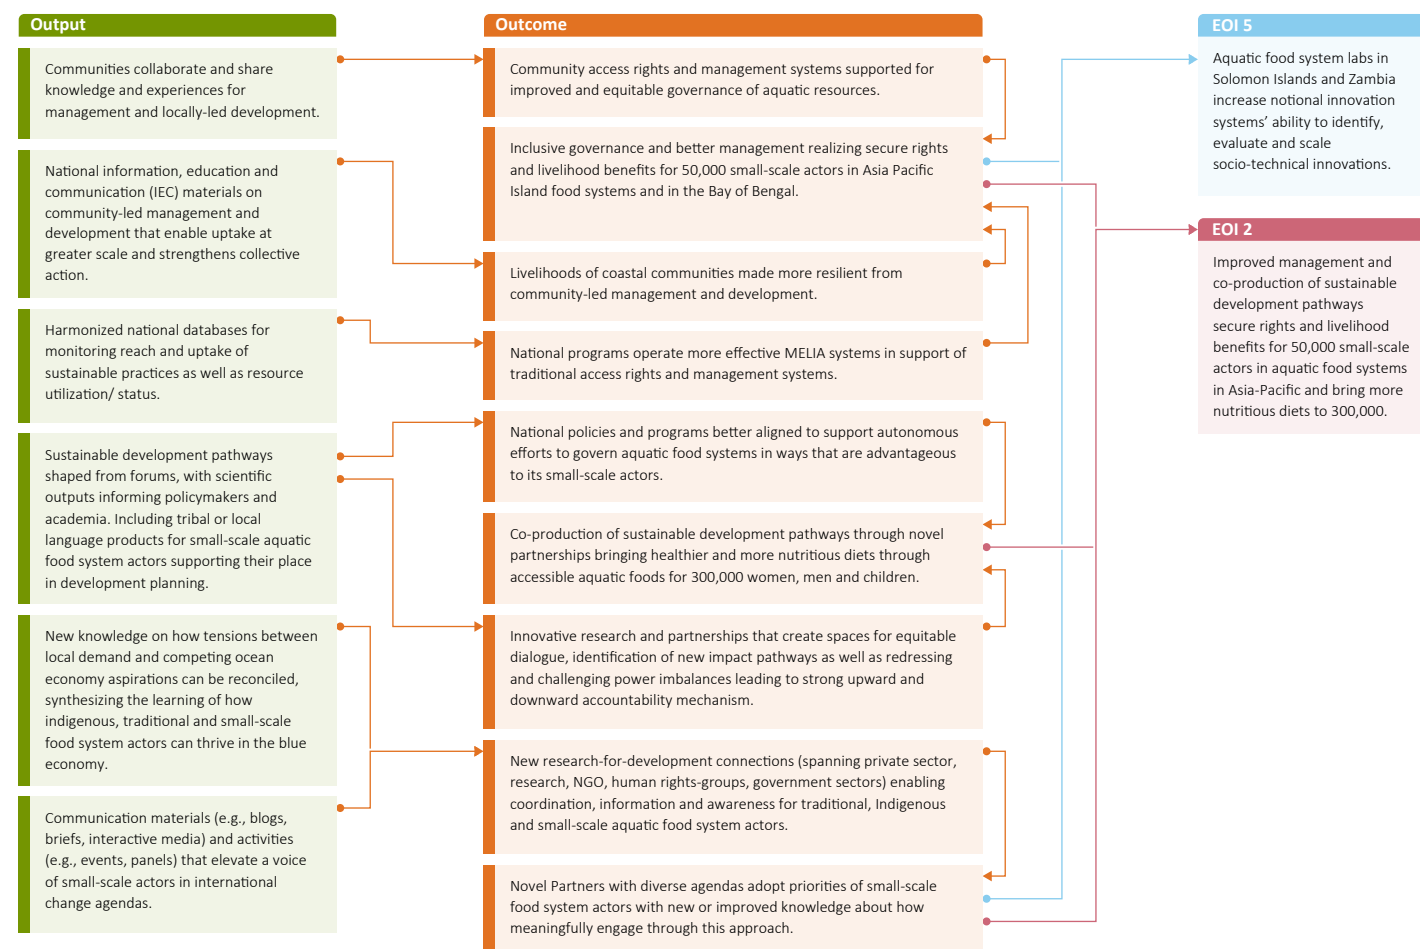 Output
Communities collaborate and share
knowledge and experiences for
management and locally-led development.
National information, education and
communication (IEC) materials on
community-led management and
development that enable uptake at
greater scale and strengthens collective
action.
Harmonized national databases for
monitoring reach and uptake of
sustainable practices as well as resource
utilization/ status.
Sustainable development pathways
shaped from forums, with scientific
outputs informing policymakers and
academia. Including tribal or local
language products for small-scale aquatic
food system actors supporting their place
in development planning.
New knowledge on how tensions between
local demand and competing ocean
economy aspirations can be reconciled,
synthesizing the learning of how
indigenous, traditional and small-scale
food system actors can thrive in the blue
economy.
Communication materials (e.g., blogs,
briefs, interactive media) and activities
(e.g., events, panels) that elevate a voice
of small-scale actors in international
change agendas.
Outcome
Community access rights and management systems supported for
improved and equitable governance of aquatic resources.
Inclusive governance and better management realizing secure rights
and livelihood benefits for 50,000 small-scale actors in Asia Pacific
Island food systems and in the Bay of Bengal.
Livelihoods of coastal communities made more resilient from
community-led management and development.
National programs operate more effective MELIA systems in support of
traditional access rights and management systems.
National policies and programs better aligned to support autonomous
efforts to govern aquatic food systems in ways that are advantageous
to its small-scale actors.
Co-production of sustainable development pathways through novel
partnerships bringing healthier and more nutritious diets through
accessible aquatic foods for 300,000 women, men and children.
Innovative research and partnerships that create spaces for equitable
dialogue, identification of new impact pathways as well as redressing
and challenging power imbalances leading to strong upward and
downward accountability mechanism.
New research-for-development connections (spanning private sector,
research, NGO, human rights-groups, government sectors) enabling
coordination, information and awareness for traditional, Indigenous
and small-scale aquatic food system actors.
Novel Partners with diverse agendas adopt priorities of small-scale
food system actors with new or improved knowledge about how
meaningfully engage through this approach.
EOI 5
Aquatic food system labs in
Solomon Islands and Zambia
increase notional innovation
systems’ ability to identify,
evaluate and scale
socio-technical innovations.
EOI 2
Improved management and
co-production of sustainable
development pathways
secure rights and livelihood
benefits for 50,000 small-scale
actors in aquatic food systems
in Asia-Pacific and bring more
nutritious diets to 300,000.